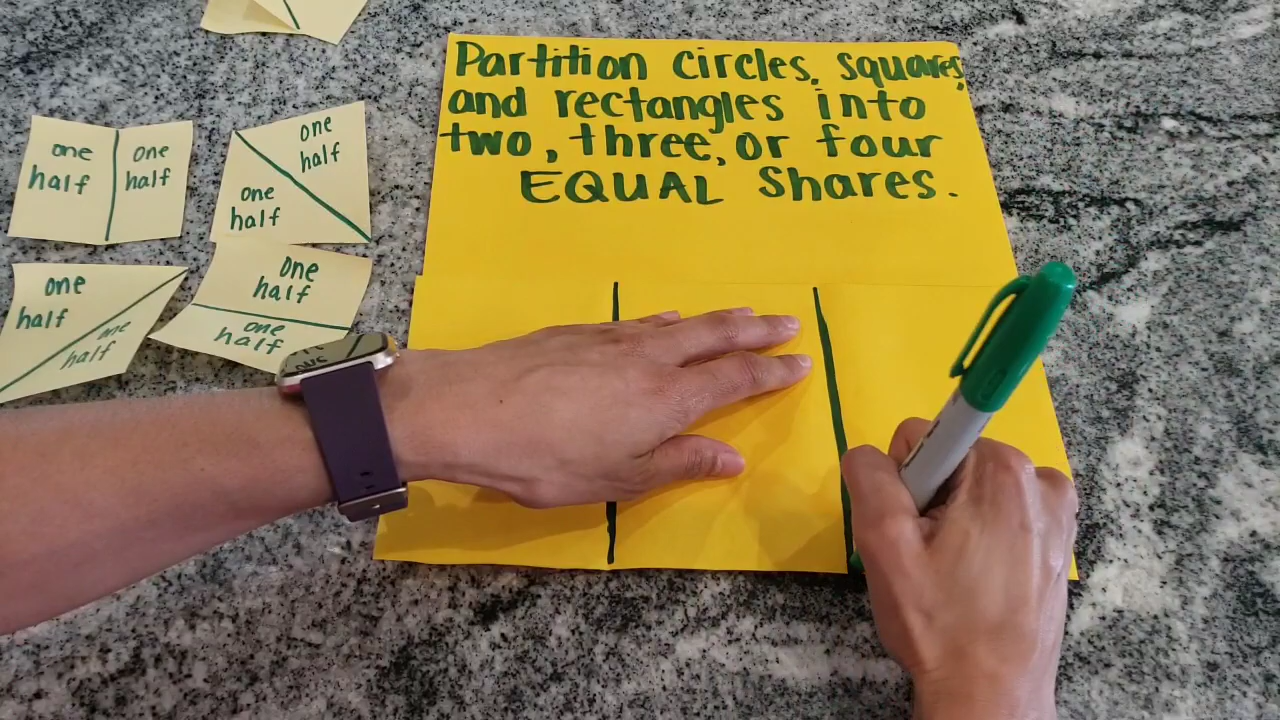 Partition circles, squares,
and rectangles into
two, three, or four
EQUAL Shares.
one half
one half
one half
one half
one half
one half
one half
one half